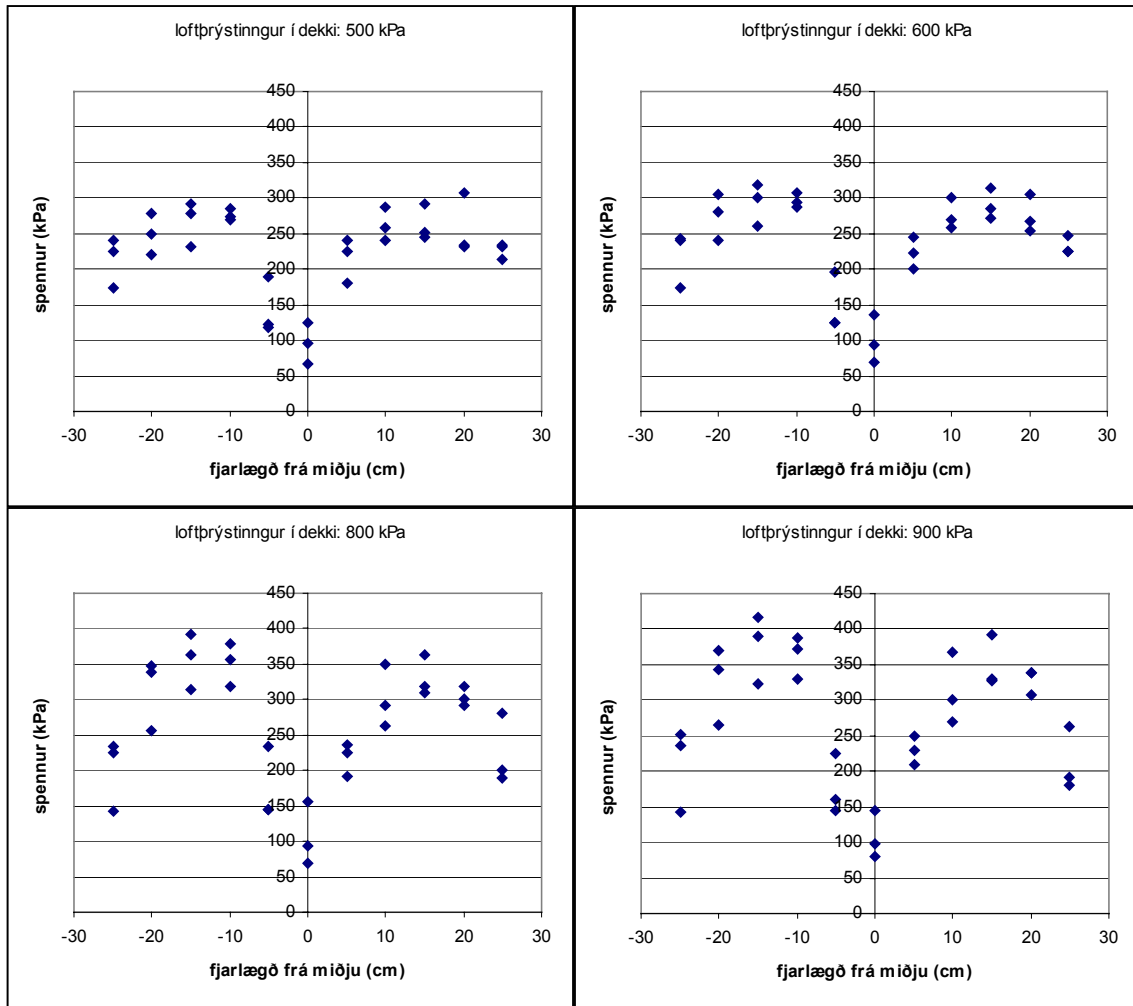 loftþrýstinngur í dekki: 500 kPa
450
400
350
300
250
200
150
100
50
0
-30 -20 -10 0 10 20 30
spennur (kPa)
fjarlægð frá miðju (cm)
loftþrýstinngur í dekki: 600 kPa
450
400
350
300
250
200
150
100
50
0
-30 -20 -10 0 10 20 30
spennur (kPa)
fjarlægð frá miðju (cm)
loftþrýstinngur í dekki: 800 kPa
450
400
350
300
250
200
150
100
50
0
-30 -20 -10 0 10 20 30
spennur (kPa)
fjarlægð frá miðju (cm)
loftþrýstinngur í dekki: 900 kPa
450
400
350
300
250
200
150
100
50
0
-30 -20 -10 0 10 20 30
spennur (kPa)
fjarlægð frá miðju (cm)